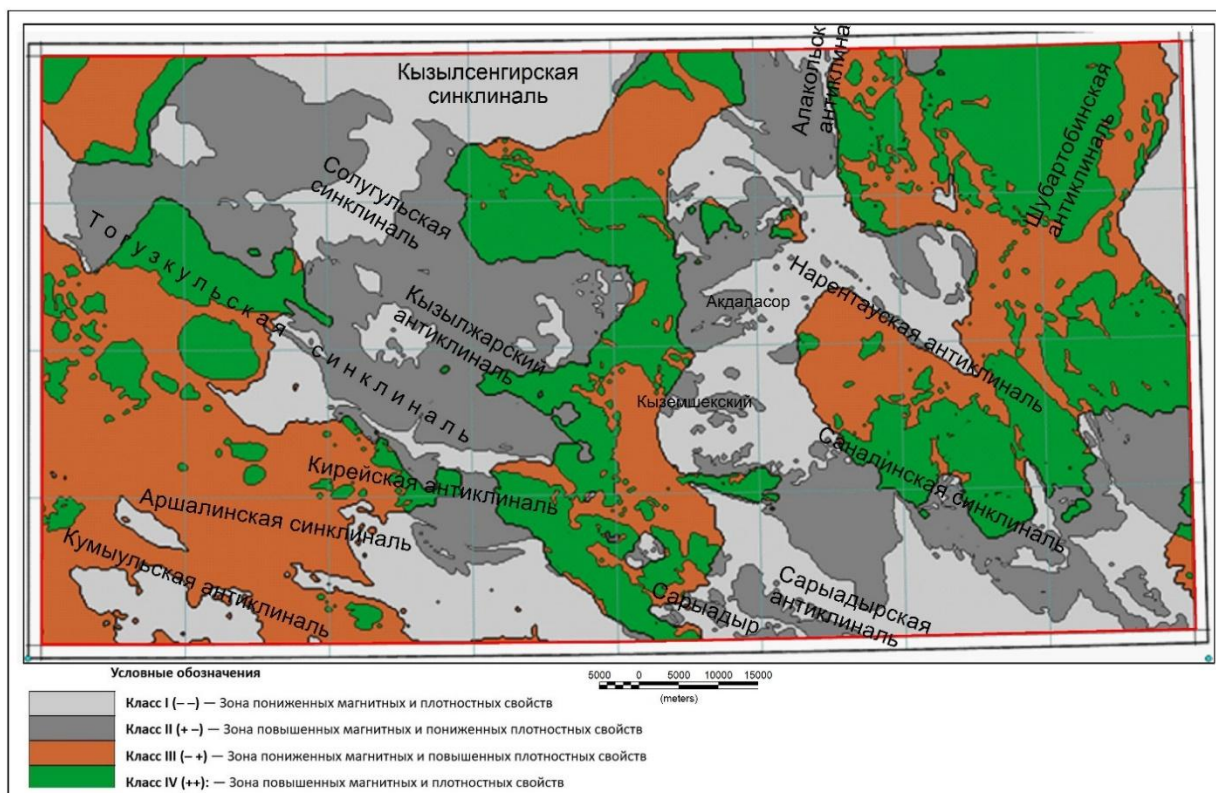 Кызылсенгирская
синклиналь
Алакольск
антиклина
Шубартобинская
антиклиналь
Солугульская
синклиналь
Тогузкульская синклиналь
Кызылжарский
антиклиналь
Нарентауская антиклиналь
Акдаласор
Кыземшекский
Саналинская синклиналь
Кирейская антиклиналь
Аршалинская синклиналь
Кумыульская антиклиналь
Сарыадыр
Сарыадырская
антиклиналь
Условные обозначения
5000 0 5000 10000 15000
(meters)
Класс I (– –) — Зона пониженных магнитных и плотностных свойств
Класс II (+ –) — Зона повышенных магнитных и пониженных плотностных свойств
Класс III (– +) — Зона пониженных магнитных и повышенных плотностных свойств
Класс IV (++): — Зона повышенных магнитных и плотностных свойств